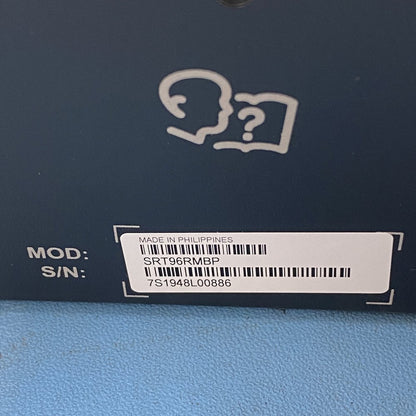 ?
MADE IN PHILIPPINES
MOD:
SRT96RMBP
S/N:
7S1948L00886